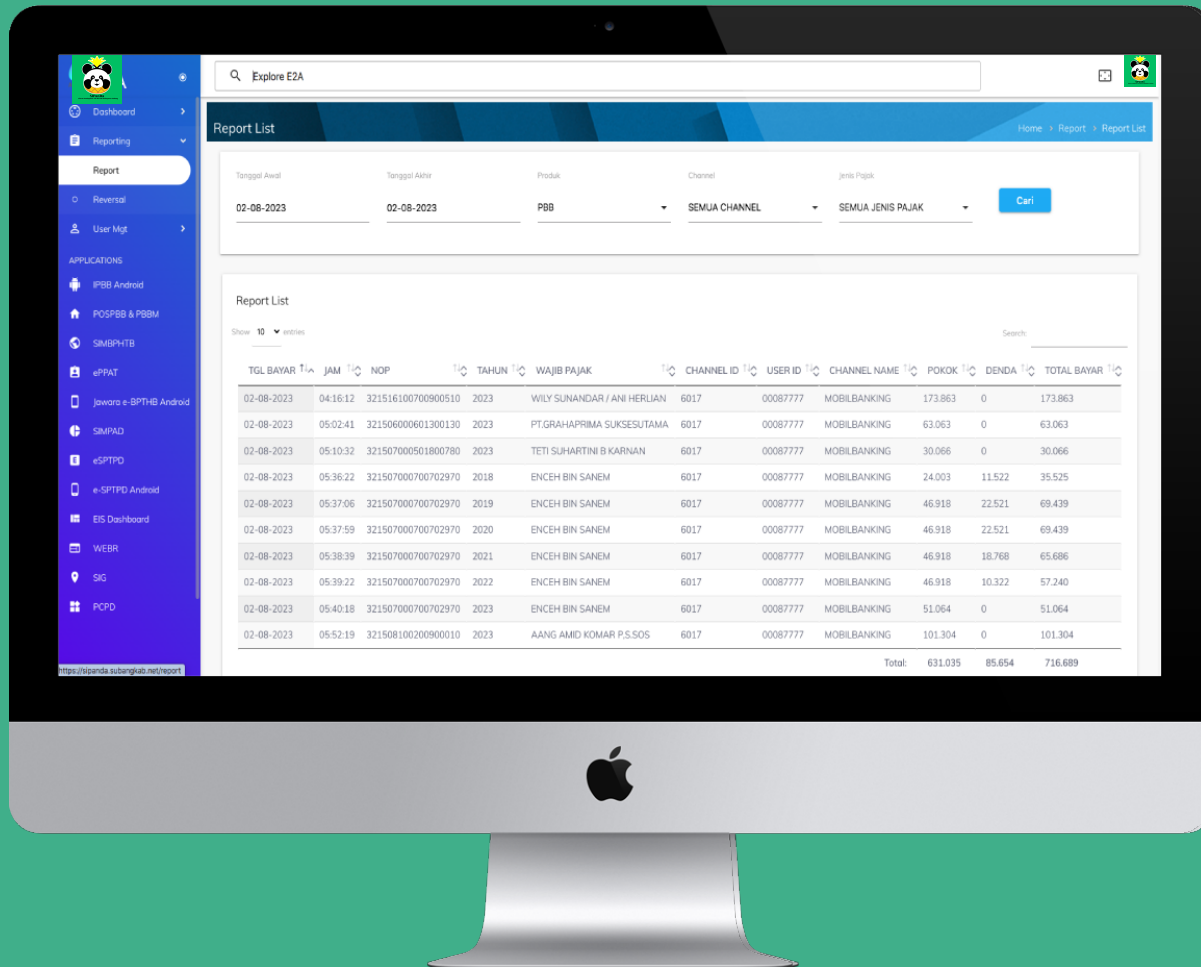 Explore E2A
Dashboard
Reporting
Report
Reversal
User Mgt
APPLICATIONS
IPBB Android
POSPBB & PBBM
SIMBPHTB
ePPAT
Jawara e-BPTHB Android
SIMPAD
eSPTPD
e-SPTPD Android
EIS Dashboard
WEBR
SIG
PCPD
https://sipanda.subangkab.net/report
Report List
Home > Report > Report List
Tanggal Awal Tanggal Akhir Produk Channel Jenis Pajak
02-08-2023 02-08-2023 PBB SEMUA CHANNEL SEMUA JENIS PAJAK Cari
Report List
Show 10 entries Search:
TGL BAYAR JAM NOP TAHUN WAJIB PAJAK CHANNEL ID USER ID CHANNEL NAME POKOK DENDA TOTAL BAYAR
02-08-2023 04:16:12 321516100700900510 2023 WILY SUNANDAR / ANI HERLIAN 6017 00087777 MOBILBANKING 173.863 0 173.863
02-08-2023 05:02:41 321506000601300130 2023 PT.GRAHAPRIMA SUKSESUTAMA 6017 00087777 MOBILBANKING 63.063 0 63.063
02-08-2023 05:10:32 321507000501800780 2023 TETI SUHARTINI B KARNAN 6017 00087777 MOBILBANKING 30.066 0 30.066
02-08-2023 05:36:22 321507000700702970 2018 ENCEH BIN SANEM 6017 00087777 MOBILBANKING 24.003 11.522 35.525
02-08-2023 05:37:06 321507000700702970 2019 ENCEH BIN SANEM 6017 00087777 MOBILBANKING 46.918 22.521 69.439
02-08-2023 05:37:59 321507000700702970 2020 ENCEH BIN SANEM 6017 00087777 MOBILBANKING 46.918 22.521 69.439
02-08-2023 05:38:39 321507000700702970 2021 ENCEH BIN SANEM 6017 00087777 MOBILBANKING 46.918 18.768 65.686
02-08-2023 05:39:22 321507000700702970 2022 ENCEH BIN SANEM 6017 00087777 MOBILBANKING 46.918 10.322 57.240
02-08-2023 05:40:18 321507000700702970 2023 ENCEH BIN SANEM 6017 00087777 MOBILBANKING 51.064 0 51.064
02-08-2023 05:52:19 321508100200900010 2023 AANG AMID KOMAR P,S.SOS 6017 00087777 MOBILBANKING 101.304 0 101.304
Total: 631.035 85.654 716.689